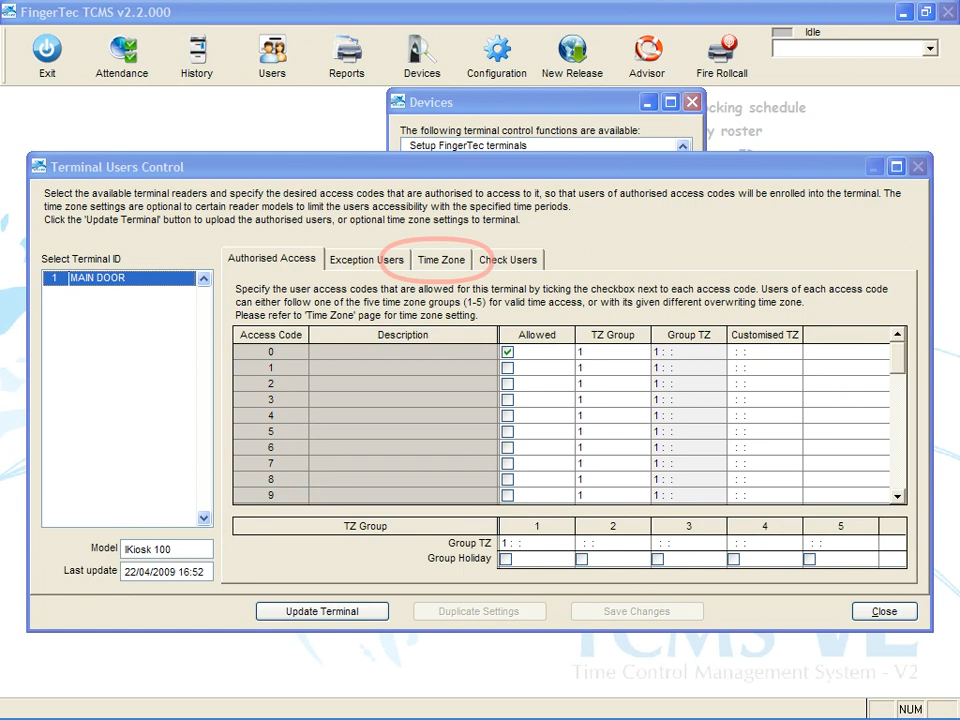 FingerTec TCMS v2.2.000
Exit
Attendance
History
Users
Reports
Devices
Configuration
New Release
Advisor
Fire Rollcall
Idle
Devices
ocking schedule
The following terminal control functions are available:
y roster
Setup FingerTec terminals
Terminal Users Control
Select the available terminal readers and specify the desired access codes that are authorised to access to it, so that users of authorised access codes will be enrolled into the terminal. The
time zone settings are optional to certain reader models to limit the users accessibility with the specified time periods.
Click the 'Update Terminal' button to upload the authorised users, or optional time zone settings to terminal.
Select Terminal ID
1 MAIN DOOR
Authorised Access
Exception Users
Time Zone
Check Users
Specify the user access codes that are allowed for this terminal by ticking the checkbox next to each access code. Users of each access code
can either follow one of the five time zone groups (1-5) for valid time access, or with its given different overwriting time zone.
Please refer to 'Time Zone' page for time zone setting.
Access Code Description Allowed TZ Group Group TZ Customised TZ
0 1 1 : : : :
1 1 1 : : : :
2 1 1 : : : :
3 1 1 : : : :
4 1 1 : : : :
5 1 1 : : : :
6 1 1 : : : :
7 1 1 : : : :
8 1 1 : : : :
9 1 1 : : : :
TZ Group 1 2 3 4 5
Group TZ 1 : : : : : : : : : :
Group Holiday
Model IKiosk 100
Last update 22/04/2009 16:52
Update Terminal
Duplicate Settings
Save Changes
Close
Time Control Management System - V2
NUM